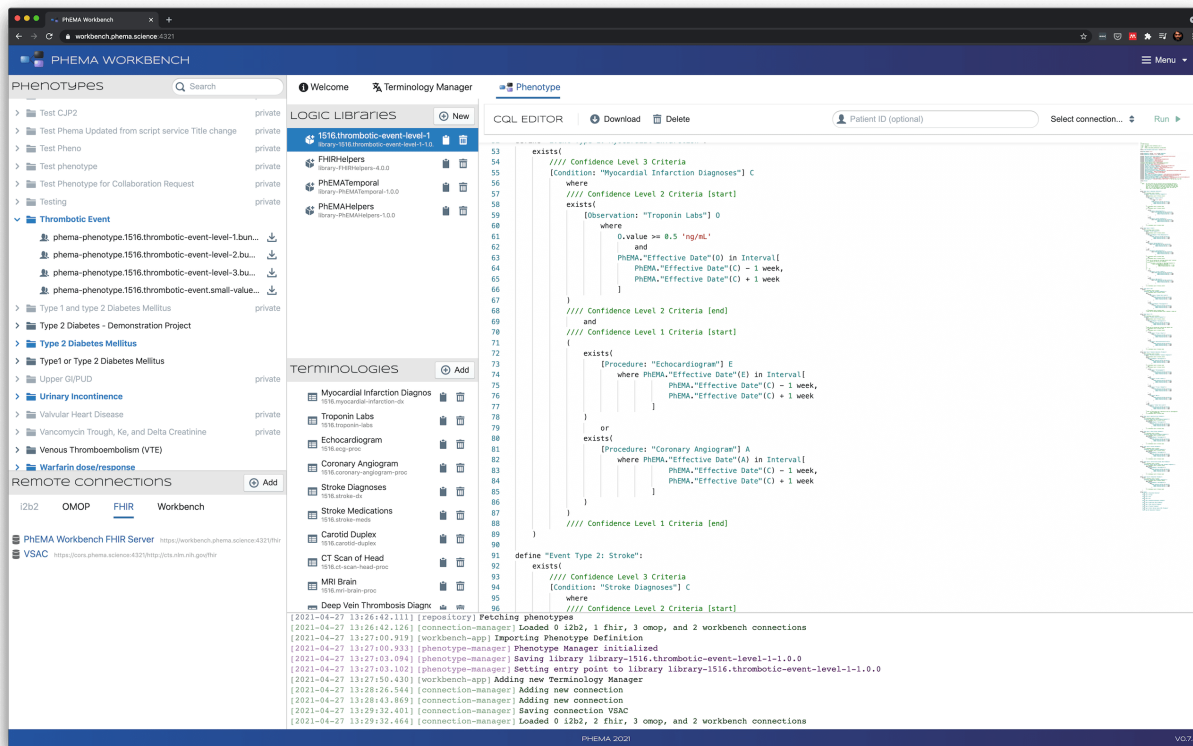 PhEMA Workbench
workbench.phema.science:4321
PHEMA WORKBENCH
Menu
PHENOTYPES
Search
Test CJP2 private
Test Phema Updated from script service Title change private
Test Pheno private
Test phenotype private
Test Phenotype for Collaboration Request private
Testing private
Thrombotic Event
phema-phenotype.1516.thrombotic-event-level-1.bun...
phema-phenotype.1516.thrombotic-event-level-2.bu...
phema-phenotype.1516.thrombotic-event-level-3.bu...
phema-phenotype.1516.thrombotic-event.small-value...
Type 1 and type 2 Diabetes Mellitus private
Type 2 Diabetes - Demonstration Project
Type 2 Diabetes Mellitus
Type1 or Type 2 Diabetes Mellitus
Upper GI/PUD private
Urinary Incontinence
Valvular Heart Disease private
Vancomycin Trough, Ke, and Delta Creatinine private
Venous Thromboembolism (VTE)
Warfarin dose/response
REMOTE CONNECTIONS
Add
i2b2 OMOP FHIR Workbench
PhEMA Workbench FHIR Server https://workbench.phema.science:4321/fhir
VSAC https://cors.phema.science:4321/http://cts.nlm.nih.gov/fhir
Welcome Terminology Manager Phenotype
LOGIC LIBRARIES
New
1516.thrombotic-event-level-1
library-1516.thrombotic-event-level-1-1.0.
FHIRHelpers
library-FHIRHelpers-4.0.0
PhEMATemporal
library-PhEMATemporal-1.0.0
PhEMAHelpers
library-PhEMAHelpers-1.0.0
TERMINOLOGIES
Add
Myocardial Infarction Diagnos
1516.myocardial-infarction-dx
Troponin Labs
1516.troponin-labs
Echocardiogram
1516.ecg-proc
Coronary Angiogram
1516.coronary-angiogram-proc
Stroke Diagnoses
1516.stroke-dx
Stroke Medications
1516.stroke-meds
Carotid Duplex
1516.carotid-duplex
CT Scan of Head
1516.ct-scan-head-proc
MRI Brain
1516.mri-brain-proc
Deep Vein Thrombosis Diagnc
CQL EDITOR
Download
Delete
Patient ID (optional)
Select connection...
Run
53 exists(
54 //// Confidence Level 3 Criteria
55 [Condition: "Myocardial Infarction Diagnoses"] C
56 where
57 //// Confidence Level 2 Criteria [start]
58 exists(
59 [Observation: "Troponin Labs"] O
60 where
61 O.value >= 0.5 'ng/mL'
62 and
63 PhEMA."Effective Date"(O) in Interval[
64 PhEMA."Effective Date"(C) - 1 week,
65 PhEMA."Effective Date"(C) + 1 week
66 ]
67 )
68 //// Confidence Level 2 Criteria [end]
69 and
70 //// Confidence Level 1 Criteria [start]
71 (
72 exists(
73 [Procedure: "Echocardiogram"] E
74 where PhEMA."Effective Date"(E) in Interval[
75 PhEMA."Effective Date"(C) - 1 week,
76 PhEMA."Effective Date"(C) + 1 week
77 ]
78 )
79 or
80 exists(
81 [Procedure: "Coronary Angiogram"] A
82 where PhEMA."Effective Date"(A) in Interval[
83 PhEMA."Effective Date"(C) - 1 week,
84 PhEMA."Effective Date"(C) + 1 week
85 ]
86 )
87 )
88 //// Confidence Level 1 Criteria [end]
89 )
90
91 define "Event Type 2: Stroke":
92 exists(
93 //// Confidence Level 3 Criteria
94 [Condition: "Stroke Diagnoses"] C
95 where
96 //// Confidence Level 2 Criteria [start]
[2021-04-27 13:26:42.111] [repository] Fetching phenotypes
[2021-04-27 13:26:42.126] [connection-manager] Loaded 0 i2b2, 1 fhir, 3 omop, and 2 workbench connections
[2021-04-27 13:27:00.919] [workbench-app] Importing Phenotype Definition
[2021-04-27 13:27:00.933] [phenotype-manager] Phenotype Manager initialized
[2021-04-27 13:27:03.094] [phenotype-manager] Saving library library-1516.thrombotic-event-level-1-1.0.0
[2021-04-27 13:27:03.102] [phenotype-manager] Setting entry point to library library-1516.thrombotic-event-level-1-1.0.0
[2021-04-27 13:27:50.430] [workbench-app] Adding new Terminology Manager
[2021-04-27 13:28:26.544] [connection-manager] Adding new connection
[2021-04-27 13:28:43.869] [connection-manager] Adding new connection
[2021-04-27 13:29:32.401] [connection-manager] Saving connection VSAC
[2021-04-27 13:29:32.464] [connection-manager] Loaded 0 i2b2, 2 fhir, 3 omop, and 2 workbench connections
PHEMA 2021
V0.7.